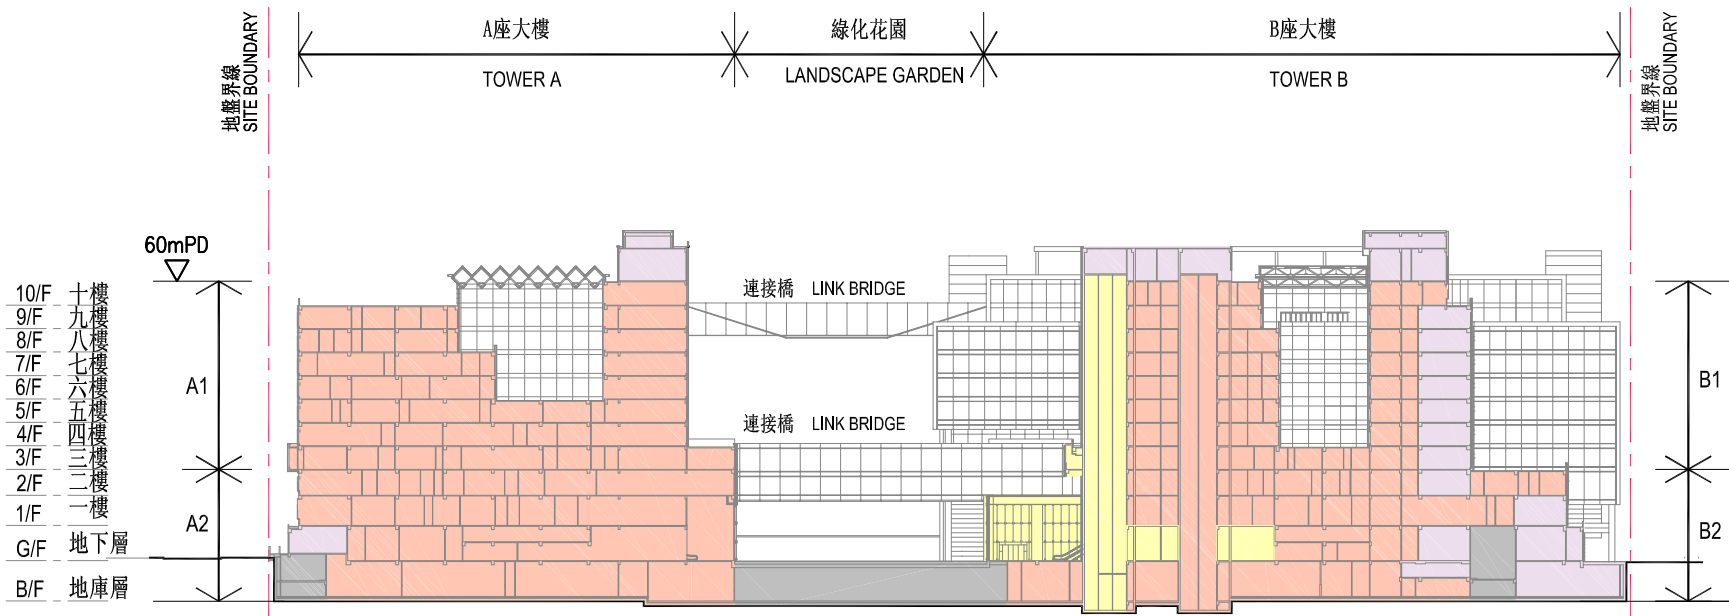 A座大樓
綠化花園
B座大樓
TOWER A
LANDSCAPE GARDEN
TOWER B
地盤界線
SITE BOUNDARY
地盤界線
SITE BOUNDARY
60mPD
連接橋 LINK BRIDGE
10/F 十樓
9/F 九樓
8/F 八樓
7/F 七樓
6/F 六樓
5/F 五樓
4/F 四樓
3/F 三樓
2/F 二樓
1/F 一樓
G/F 地下層
B/F 地庫層
A1
A2
連接橋 LINK BRIDGE
B1
B2